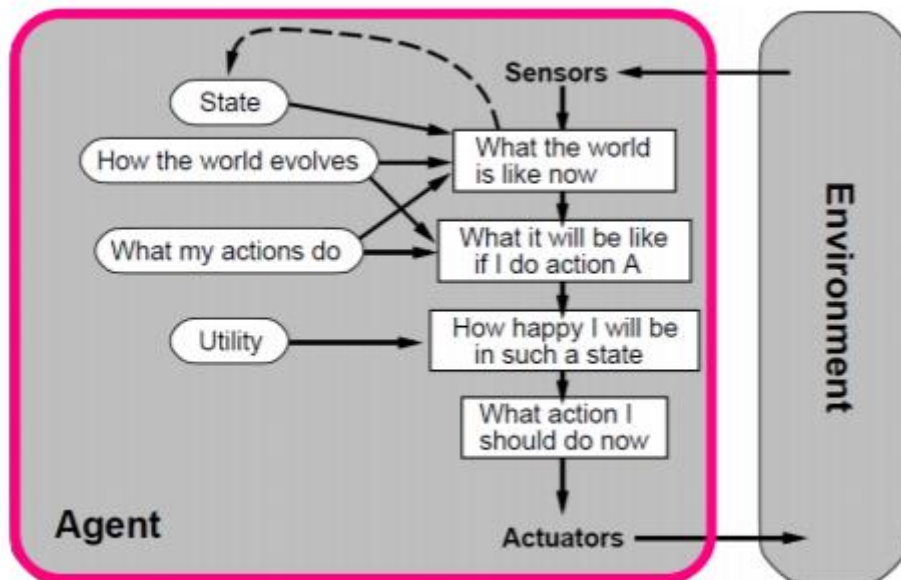 Sensors
State
What the world
is like now
How the world evolves
What my actions do
What it will be like
if I do action A
Utility
How happy I will be
in such a state
What action I
should do now
Agent
Actuators
Environment